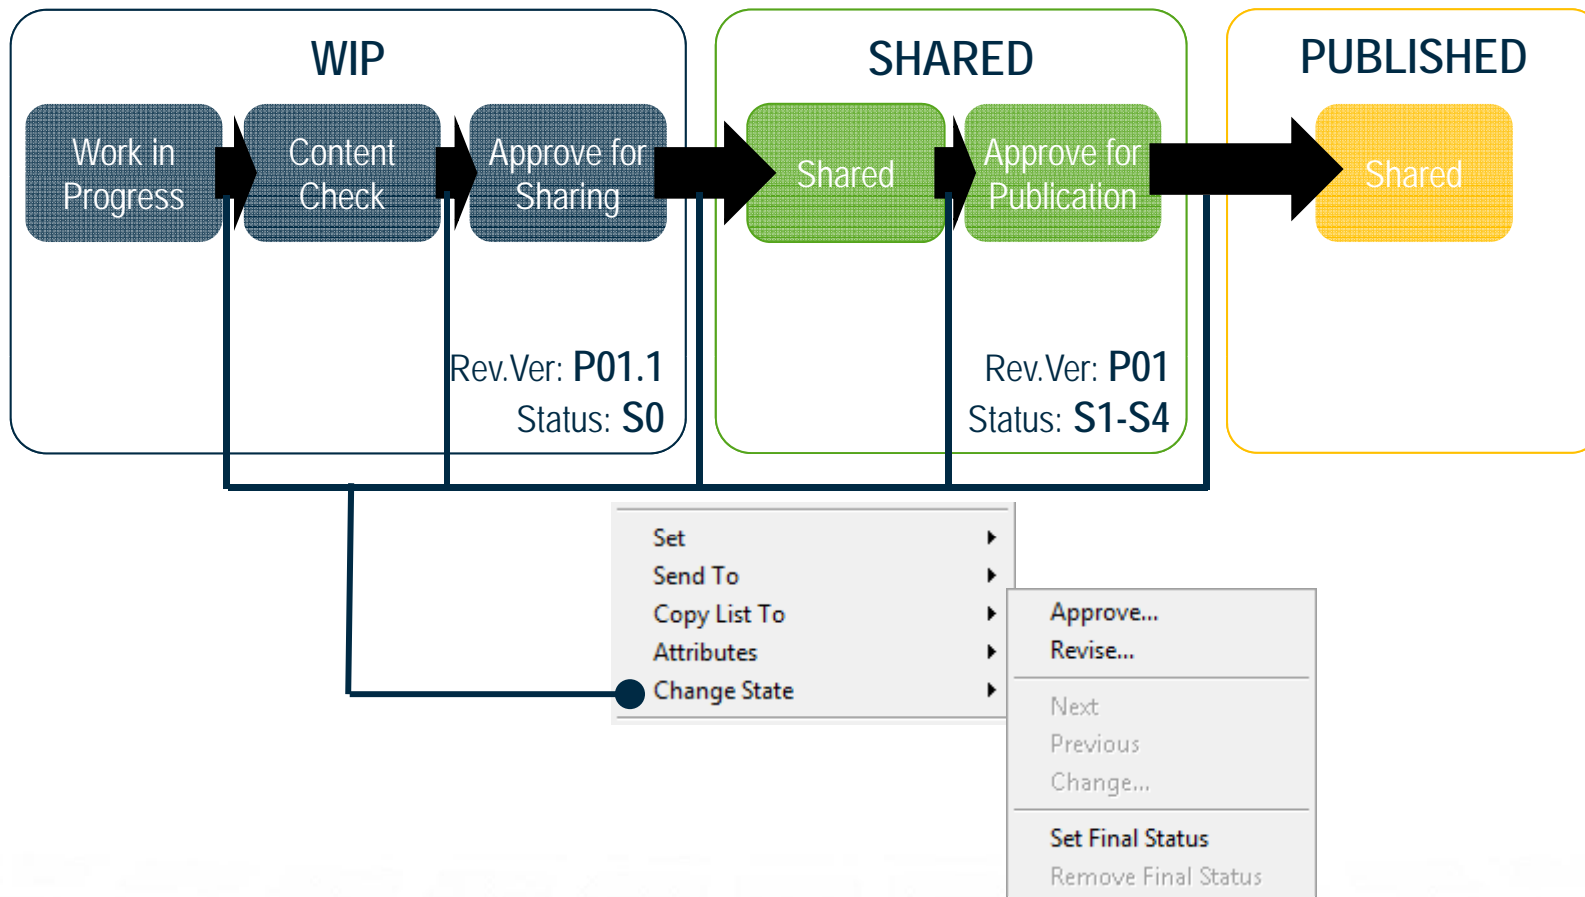 WIP
SHARED
PUBLISHED
Work in
Progress
Content
Check
Approve for
Sharing
Shared
Approve for
Publication
Shared
Rev.Ver: P01.1
Status: S0
Rev.Ver: P01
Status: S1-S4
Set
Send To
Copy List To
Attributes
Change State
Approve...
Revise...
Next
Previous
Change...
Set Final Status
Remove Final Status